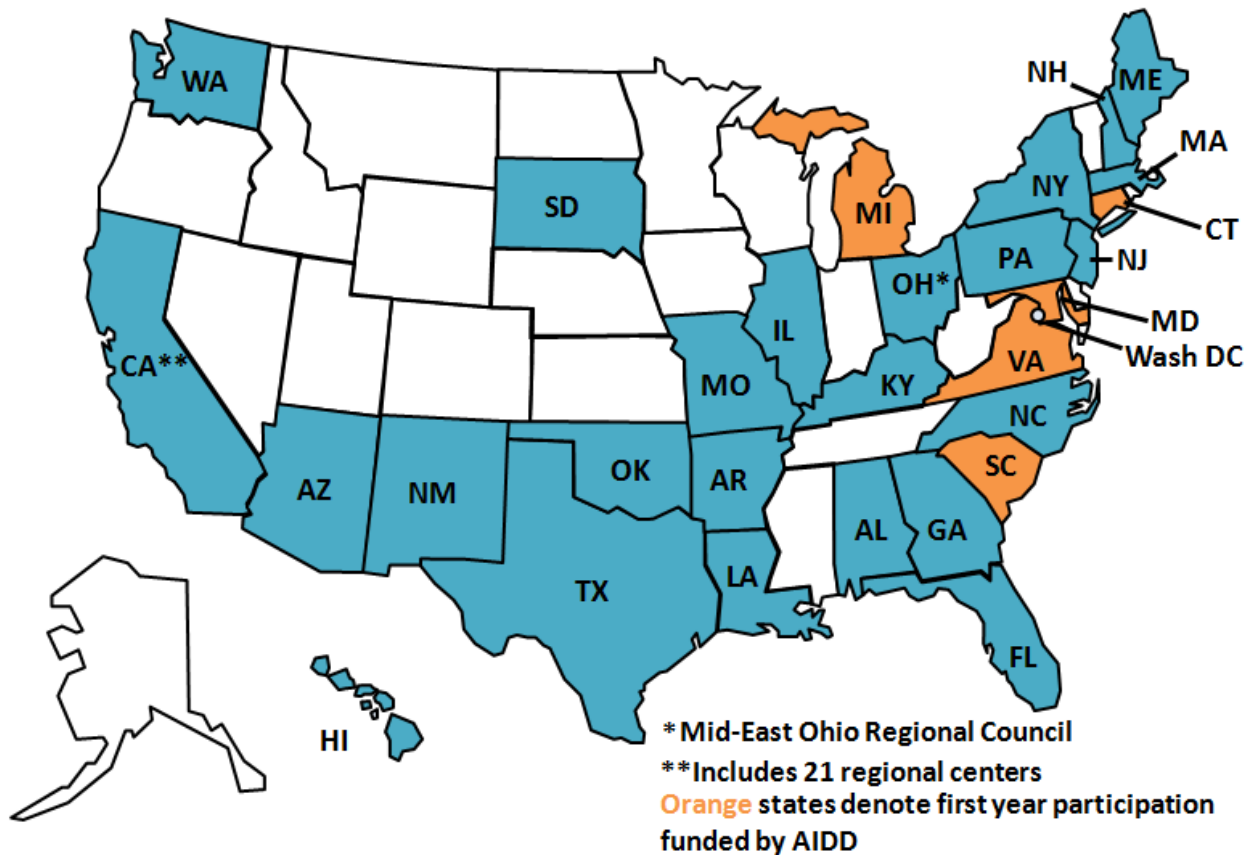 WA
NH
ME
MA
SD
NY
MI
CT
PA
NJ
OH*
MD
IL
Wash DC
CA**
VA
MO
KY
NC
SC
OK
AR
AZ
NM
AL
GA
LA
TX
FL
HI
*Mid-East Ohio Regional Council
**Includes 21 regional centers
Orange states denote first year participation
funded by AIDD